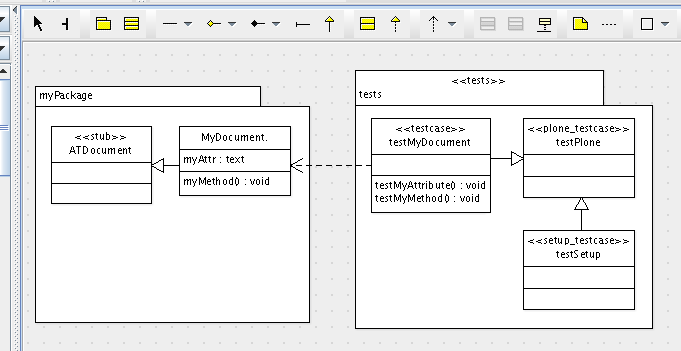 <<tests>>
myPackage
tests
<<stub>>
ATDocument
MyDocument.
myAttr : text
myMethod() : void
<<testcase>>
testMyDocument
testMyAttribute() : void
testMyMethod() : void
<<plone_testcase>>
testPlone
<<setup_testcase>>
testSetup